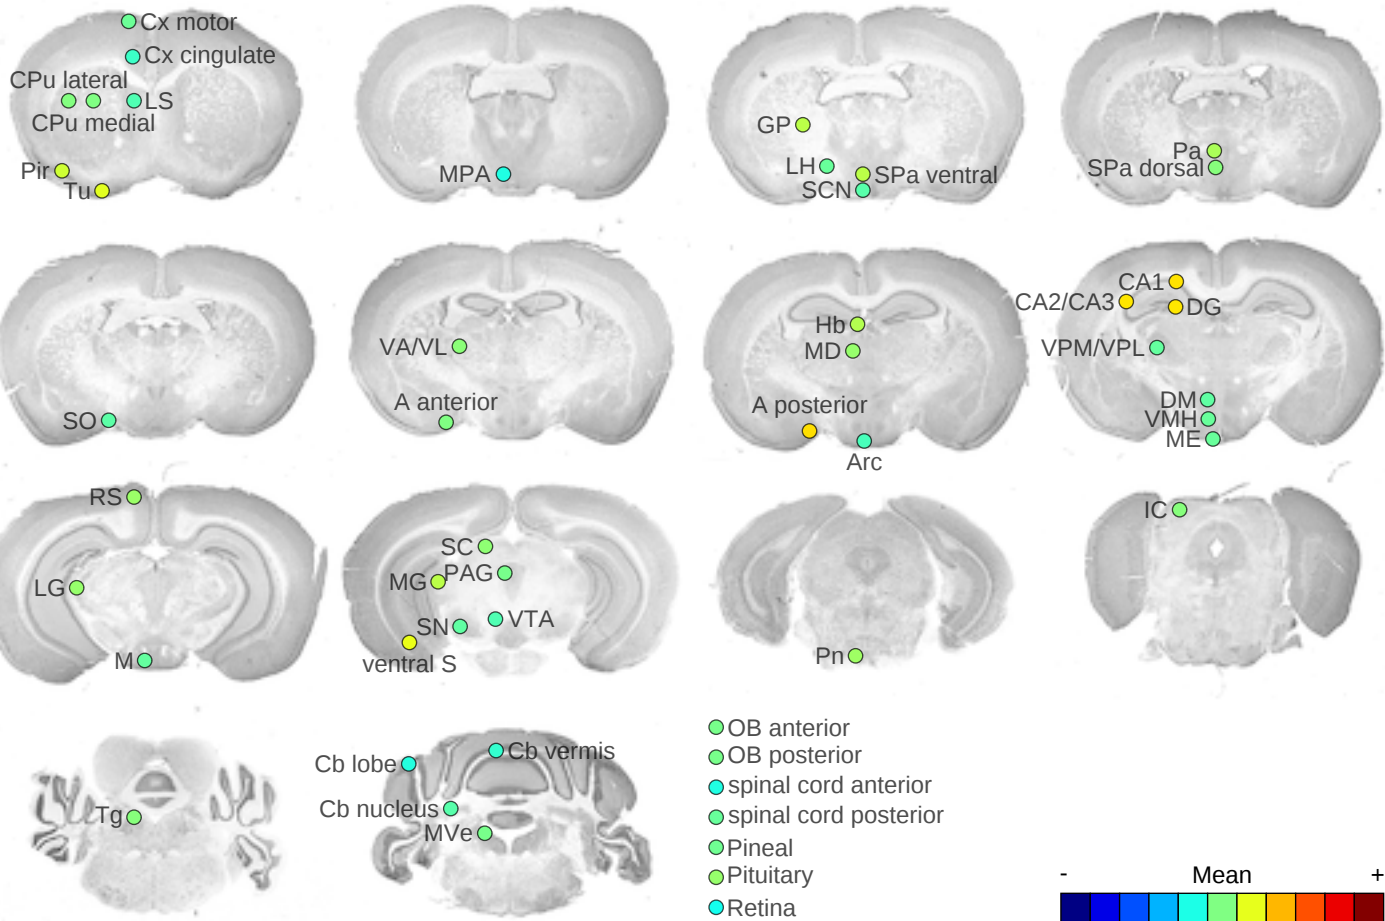 Cx motor
Cx cingulate
CPu lateral
LS
CPu medial
Pir
Tu
MPA
GP
LH
SPa ventral
SCN
Pa
SPa dorsal
SO
VA/VL
A anterior
Hb
MD
A posterior
Arc
CA1
CA2/CA3
DG
VPM/VPL
DM
VMH
ME
RS
LG
M
SC
PAG
MG
VTA
SN
ventral S
Pn
IC
Tg
Cb vermis
Cb lobe
Cb nucleus
MVe
OB anterior
OB posterior
spinal cord anterior
spinal cord posterior
Pineal
Pituitary
Retina
- Mean +